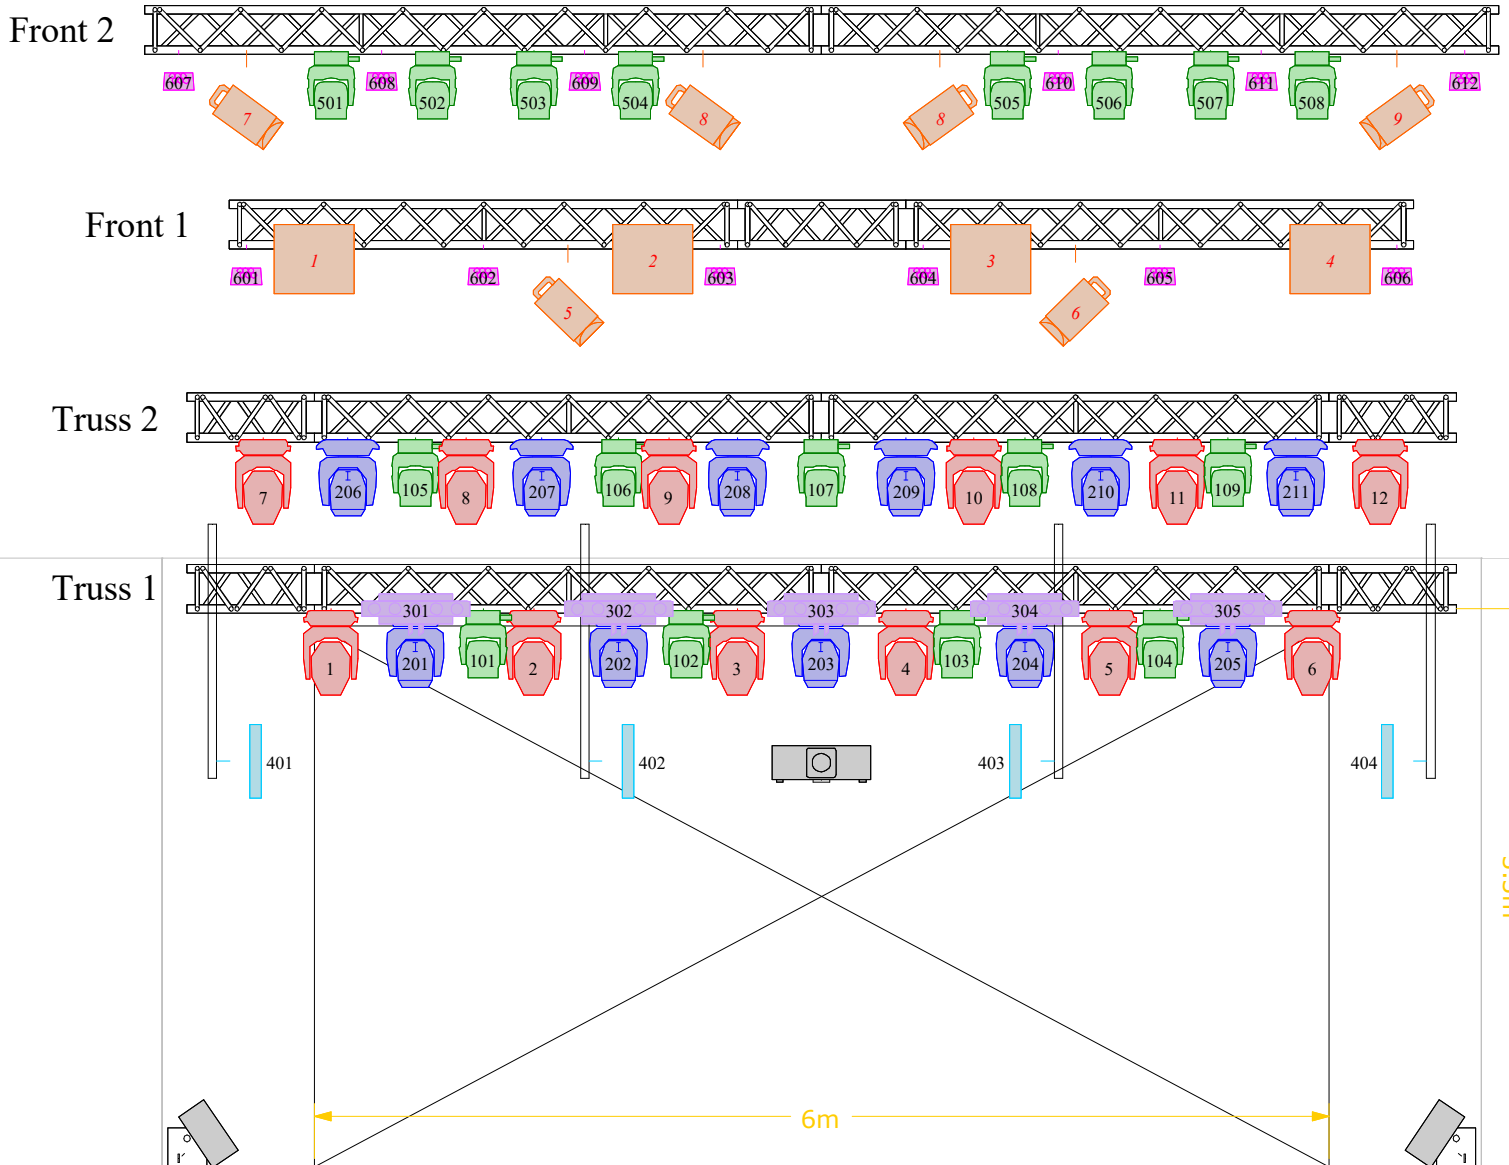 Front 2
607 608 609 610 611 612
7 501 502 503 504 8 8 505 506 507 508 9
Front 1
1 2 3 4
601 602 603 604 605 606
5 6
Truss 2
7 206 105 8 207 106 9 208 107 209 10 108 210 11 109 211 12
Truss 1
301 302 303 304 305
1 201 101 2 202 102 3 203 4 103 204 5 104 205 6
401 402 403 404
6m